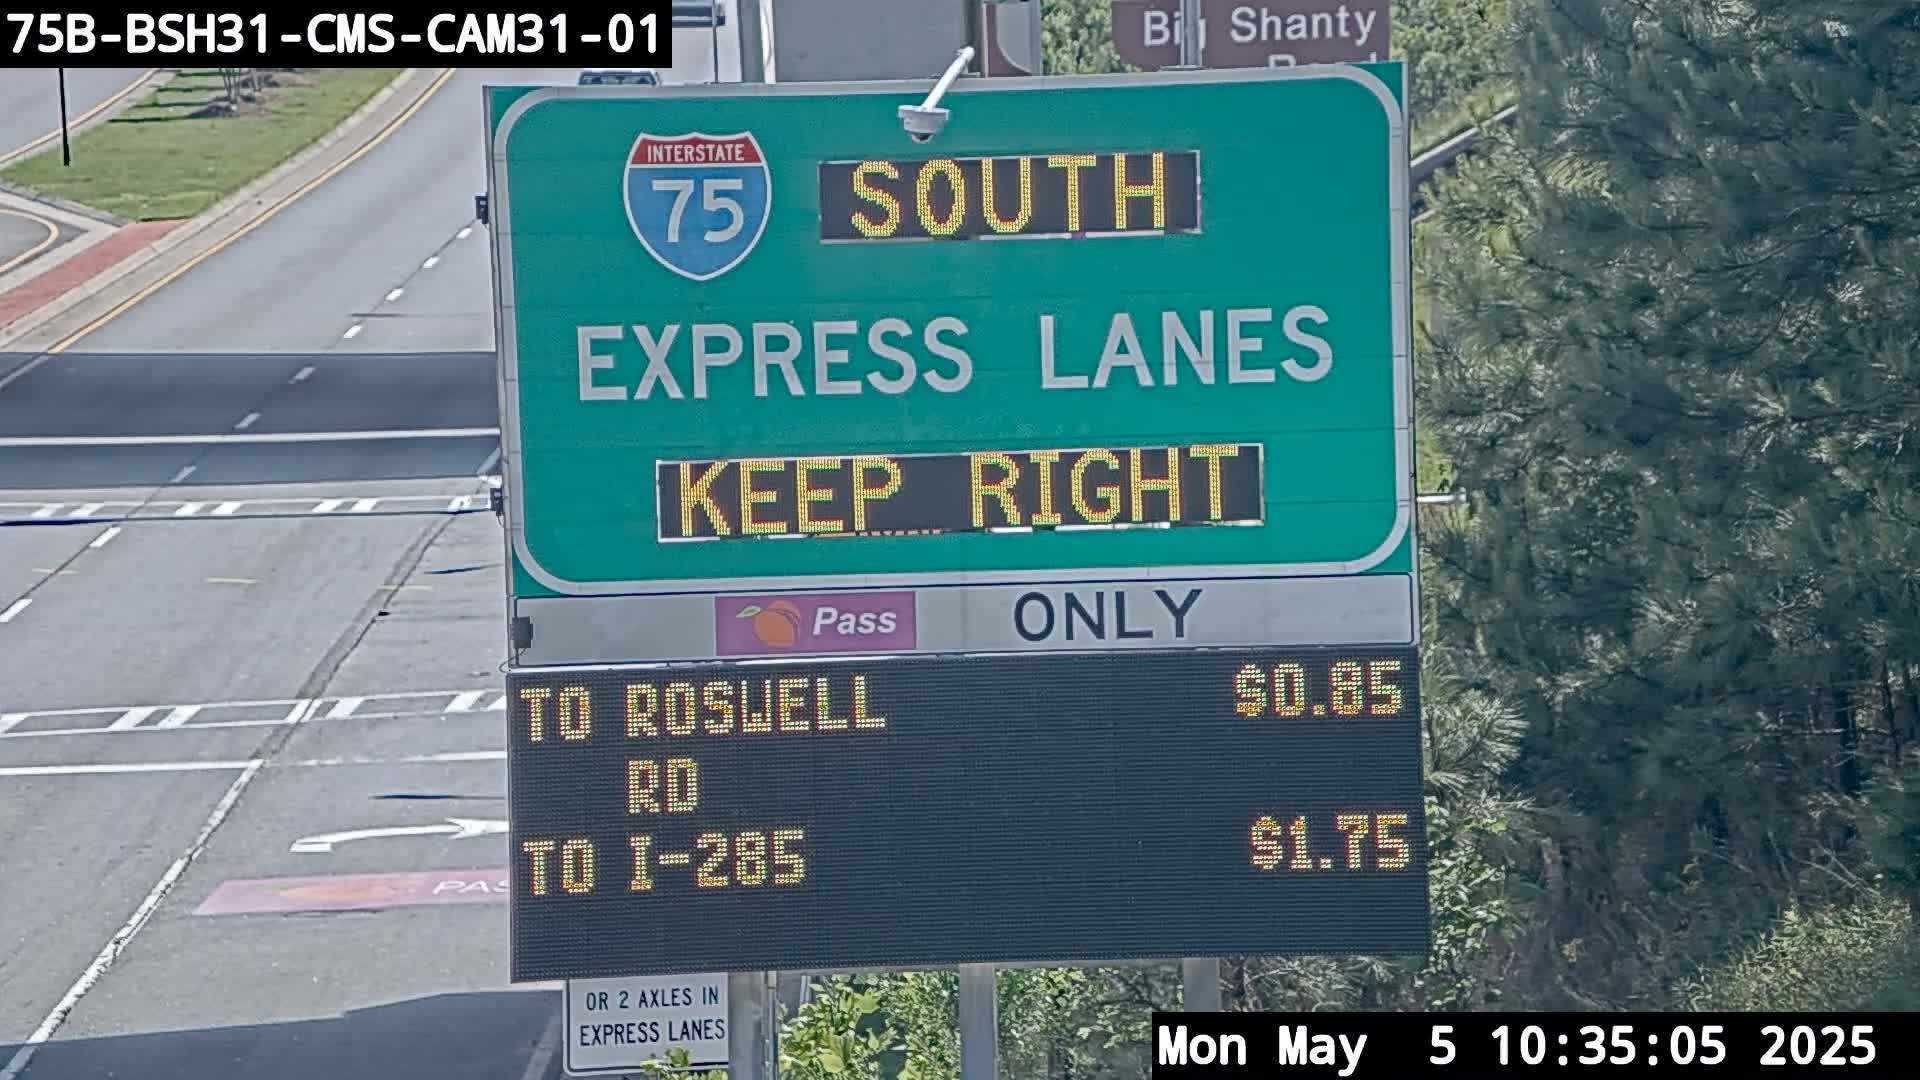 75B-BSH31-CMS-CAM31-01
Big Shanty
INTERSTATE
75
SOUTH
EXPRESS LANES
KEEP RIGHT
Pass
ONLY
TO ROSWELL $0.85
RD
TO I-285 $1.75
OR 2 AXLES IN
EXPRESS LANES
Mon May 5 10:35:05 2025